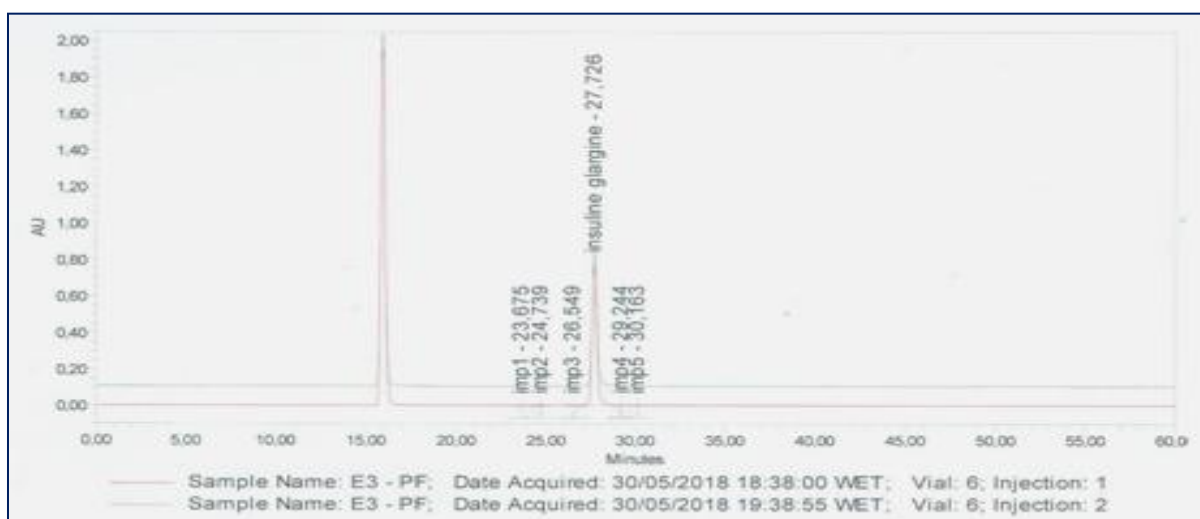 2,00
1,80
1,60
1,40
1,20
1,00
0,80
0,60
0,40
0,20
0,00
AU
imp1 - 23,675
imp2 - 24,739
imp3 - 26,549
insuline glargine - 27,726
imp4 - 29,244
imp5 - 30,163
0,00 5,00 10,00 15,00 20,00 25,00 30,00 35,00 40,00 45,00 50,00 55,00 60,0
Minutes
Sample Name: E3 - PF; Date Acquired: 30/05/2018 18:38:00 WET; Vial: 6; Injection: 1
Sample Name: E3 - PF; Date Acquired: 30/05/2018 19:38:55 WET; Vial: 6; Injection: 2